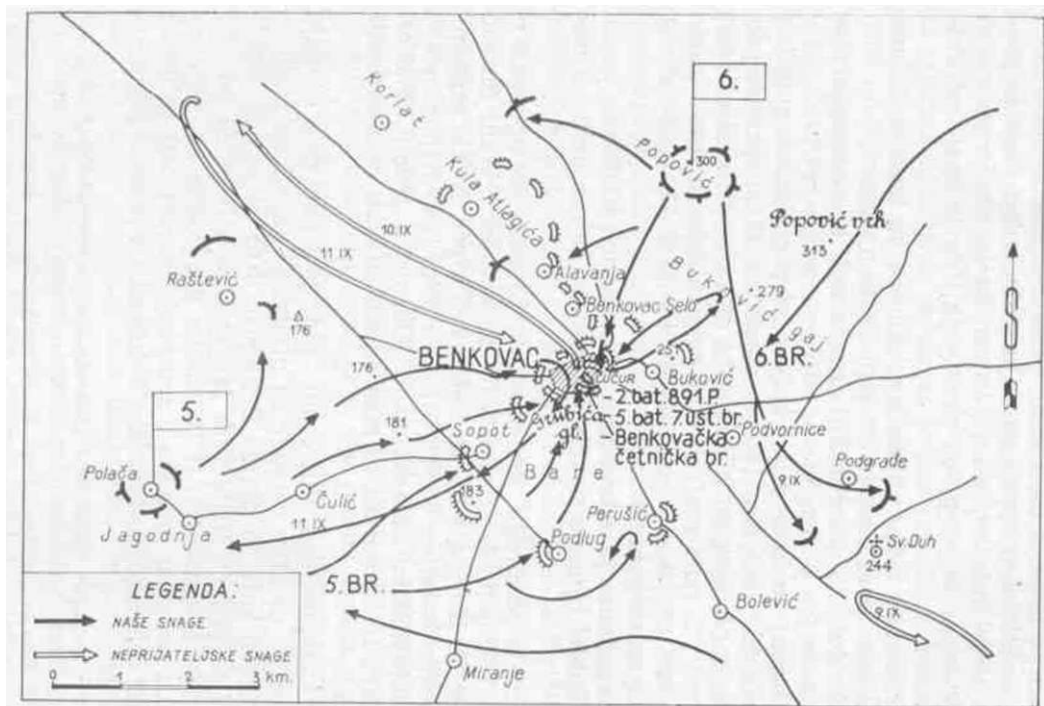 6.
Korlat
Popović
300
Kula Atlagića
10.IX
Popović vrh
313
11.IX
Raštević
Alavanja
Benkovac Selo
279
Bukovič gaj
176
BENKOVAC
6.BR.
176
Bukovič
5.
181
ĆUĆUR
2.bat.891.P.
5 bat. 7.ust.br.
Benkovačka
četnička br.
gl.
Sopot
Podvornice
Polača
Bare
Podgrađe
Čulić
183
9.IX
11.IX
Perušić
Jagodnja
Podlug
Sv.Duh
244
5.BR.
LEGENDA:
NAŠE SNAGE
NEPRIJATELJSKE SNAGE
0 1 2 3 km.
Bolević
9.IX
Miranje
S